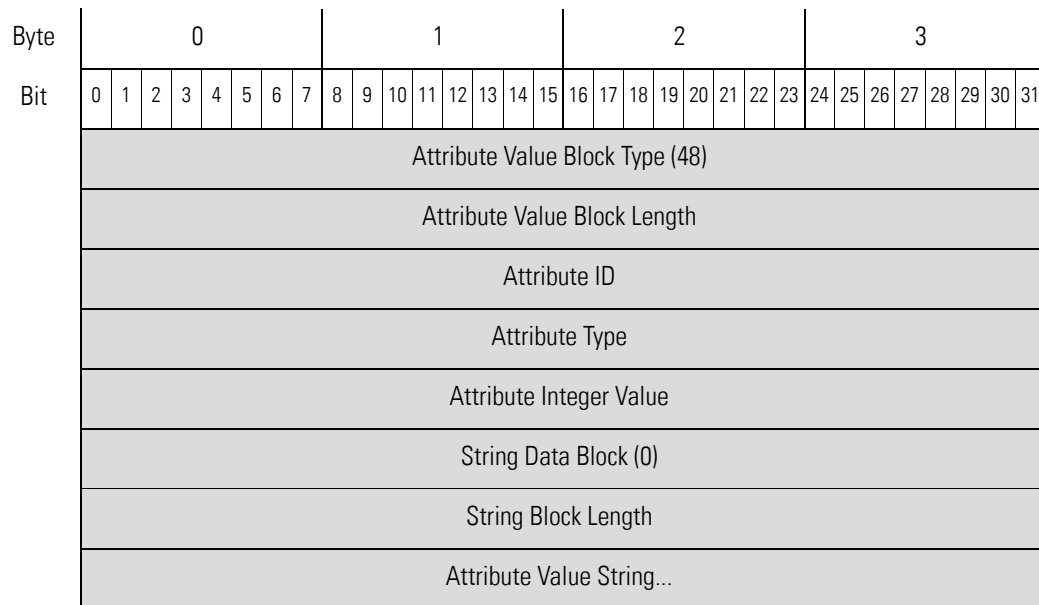 Byte 0 1 2 3
Bit 0 1 2 3 4 5 6 7 8 9 10 11 12 13 14 15 16 17 18 19 20 21 22 23 24 25 26 27 28 29 30 31
Attribute Value Block Type (48)
Attribute Value Block Length
Attribute ID
Attribute Type
Attribute Integer Value
String Data Block (0)
String Block Length
Attribute Value String...